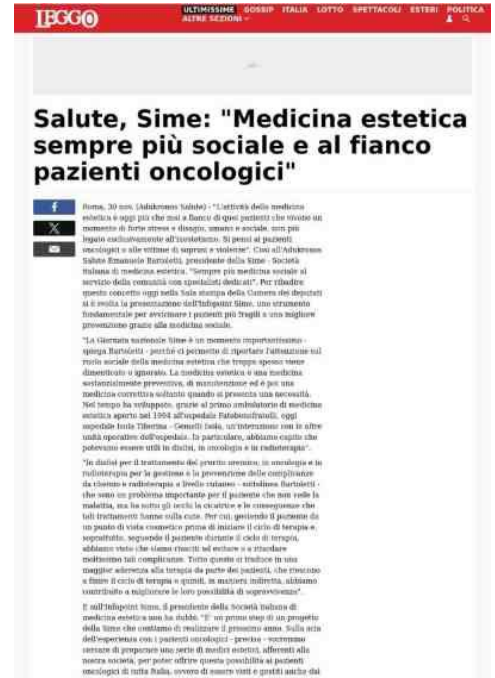 LEGGO
ULTIMISSIME GOSSIP ITALIA LOTTO SPETTACOLI ESTERI POLITICA
ALTRE SEZIONI
Salute, Sime: "Medicina estetica
sempre più sociale e al fianco
pazienti oncologici"
Roma, 30 nov. (Adnkronos Salute) - "L'attività della medicina
estetica è oggi più che mai a fianco di quei pazienti che vivono un
momento di forte stress e disagio, umano e sociale, non più
legato esclusivamente all'inestetismo. Si pensi ai pazienti
oncologici o alle vittime di soprusi e violenze". Così all'Adnkronos
Salute Emanuele Bartoletti, presidente della Sime - Società
italiana di medicina estetica. "Sempre più medicina sociale al
servizio della comunità con specialisti dedicati". Per ribadire
questo concetto oggi nella Sala stampa della Camera dei deputati
si è svolta la presentazione dell'Infopoint Sime, uno strumento
fondamentale per avvicinare i pazienti più fragili a una migliore
prevenzione grazie alla medicina sociale.
"La Giornata nazionale Sime è un momento importantissimo -
spiega Bartoletti - perché ci permette di riportare l'attenzione sul
ruolo sociale della medicina estetica che troppo spesso viene
dimenticato o ignorato. La medicina estetica è una medicina
sostanzialmente preventiva, di manutenzione ed è poi una
medicina correttiva soltanto quando si presenta una necessità.
Nel tempo ha sviluppato, grazie al primo ambulatorio di medicina
estetica aperto nel 1994 all'ospedale Fatebenefratelli, oggi
ospedale Isola Tiberina - Gemelli Isola, un'interazione con le altre
unità operative dell'ospedale. In particolare, abbiamo capito che
potevamo essere utili in dialisi, in oncologia e in radioterapia".
"In dialisi per il trattamento del prurito uremico; in oncologia e in
radioterapia per la gestione e la prevenzione delle complicanze
da chemio e radioterapia a livello cutaneo - sottolinea Bartoletti -
che sono un problema importante per il paziente che non vede la
malattia, ma ha sotto gli occhi la cicatrice e le conseguenze che
tali trattamenti hanno sulla cute. Per cui, gestendo il paziente da
un punto di vista cosmetico prima di iniziare il ciclo di terapia e,
soprattutto, seguendo il paziente durante il ciclo di terapia,
abbiamo visto che siamo riusciti ad evitare o a ritardare
moltissimo tali complicanze. Tutto questo si traduce in una
maggior aderenza alla terapia da parte dei pazienti, che riescono
a finire il ciclo di terapia e quindi, in maniera indiretta, abbiamo
contribuito a migliorare le loro possibilità di sopravvivenza".
E sull'Infopoint Sime, il presidente della Società italiana di
medicina estetica non ha dubbi: "E' un primo step di un progetto
della Sime che contiamo di realizzare il prossimo anno. Sulla scia
dell'esperienza con i pazienti oncologici - precisa - vorremmo
cercare di preparare una serie di medici estetici, afferenti alla
nostra società, per poter offrire questa possibilità ai pazienti
oncologici di tutta Italia, ovvero di essere visti e gestiti anche dal